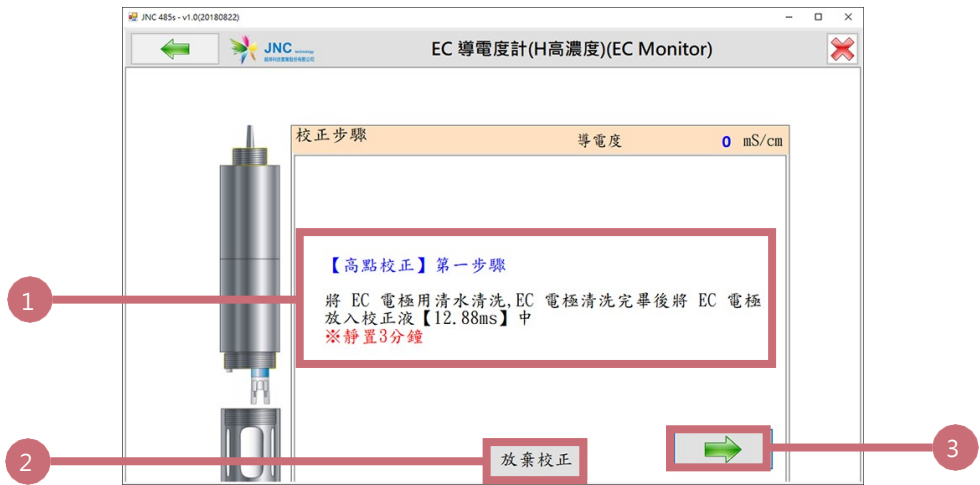 JNC 485s - v1.0(20180822)
JNC technology
EC 導電度計(H高濃度)(EC Monitor)
校正步驟 導電度 0 mS/cm
【高點校正】第一步驟
將 EC 電極用清水清洗,EC 電極清洗完畢後將 EC 電極
放入校正液【12.88ms】中
※靜置3分鐘
1
放棄校正
2
3